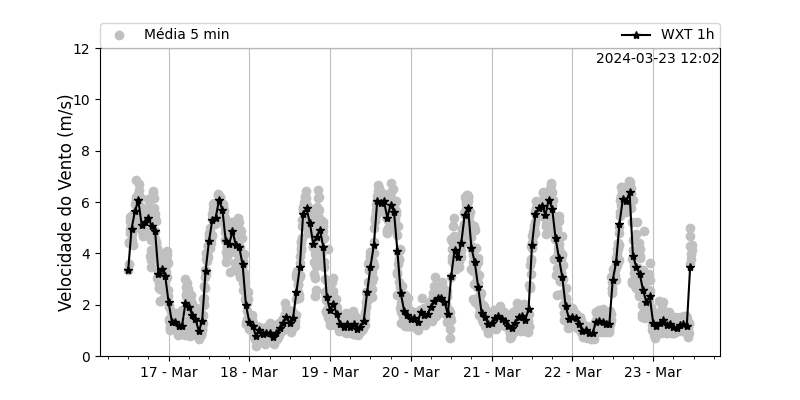 Média 5 min
WXT 1h
2024-03-23 12:02
Velocidade do Vento (m/s)
12
10
8
6
4
2
0
17 - Mar
18 - Mar
19 - Mar
20 - Mar
21 - Mar
22 - Mar
23 - Mar